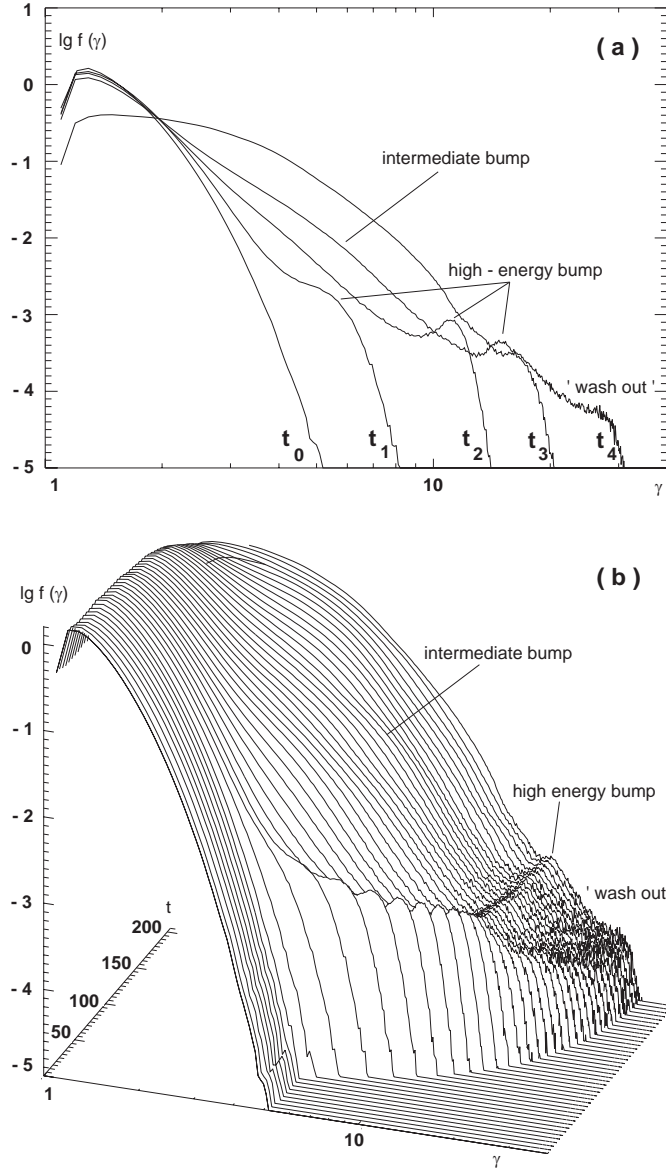 1
lg f (γ)
( a )
0
intermediate bump
- 1
- 2
high - energy bump
- 3
' wash out '
- 4
t0 t1 t2 t3 t4
- 5
1 10 γ
( b )
lg f (γ)
0
intermediate bump
- 1
high energy bump
- 2
' wash out
- 3
t
200
150
- 4
100
50
- 5
1
10
γ